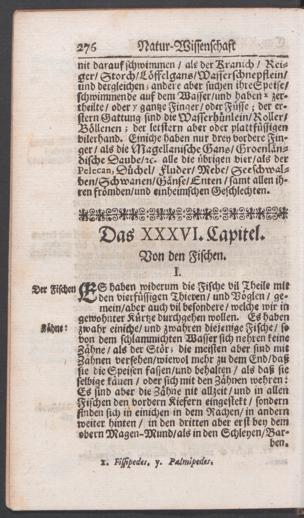 276 Natur-Wissenschaft
nit darauf schwimmen / als der Kranich / Rei-
ger / Storch / Löffelgans / Wasserschnepfein /
und dergleichen: andere aber suchen ihre Speise /
schwimmende auf dem Wasser / und haben x zer-
theilte / oder y gantze Finger / oder Füsse; der er-
stern Gattung sind die Wasserhünlein / Roller /
Böllenen; der letstern aber oder plattfüssigen
vilerhand. Einiche haben nur drey vordere Fin-
ger / als die Magellanische Gans / Groenlän-
dische Daube / ꝛc. alle die übrigen vier / als der
Pelecan, Düchel / Fluder / Mebe / Seeschwal-
ben / Schwanen / Gänse / Enten / samt allen ih-
ren frömden / und einheimschen Geschlechten.
Das XXXVI. Capitel.
Von den Fischen.
I.
Der Fischen
ES haben widerum die Fische vil Theile mit
den vierfüssigen Thieren / und Vöglen / ge-
mein / aber auch vil besondere / welche wir in
gewohnter Kürtze durchgehen wollen. Es haben
Zähne:
zwahr einiche / und zwahren diejenige Fische / so
von dem schlammichten Wasser sich nehren keine
Zähne / als der Stör; die meisten aber sind mit
Zähnen versehen / wievol mehr zu dem End / daß
sie die Speisen fassen / und behalten / als daß sie
selbige käuen / oder sich mit den Zähnen wehren:
Es sind aber die Zähne nit allzeit / und in allen
Fischen den vordern Kiefern eingestekt / sondern
finden sich in einichen in dem Rachen / in andern
weiter hinten / in den dritten aber erst bey dem
obern Magen-Mund / als in den Schleyen / Bar-
ben.
x. Fissipedes. y. Palmipedes.